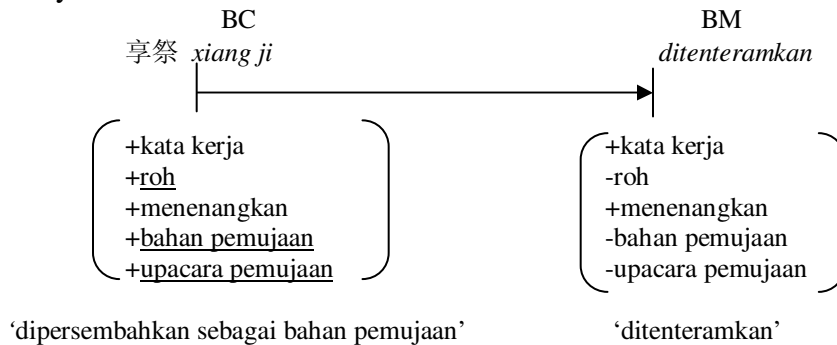 BC BM
享祭 xiang ji ditenteramkan
+kata kerja +kata kerja
+roh -roh
+menenangkan +menenangkan
+bahan pemujaan -bahan pemujaan
+upacara pemujaan -upacara pemujaan
‘dipersembahkan sebagai bahan pemujaan’ ‘ditenteramkan’